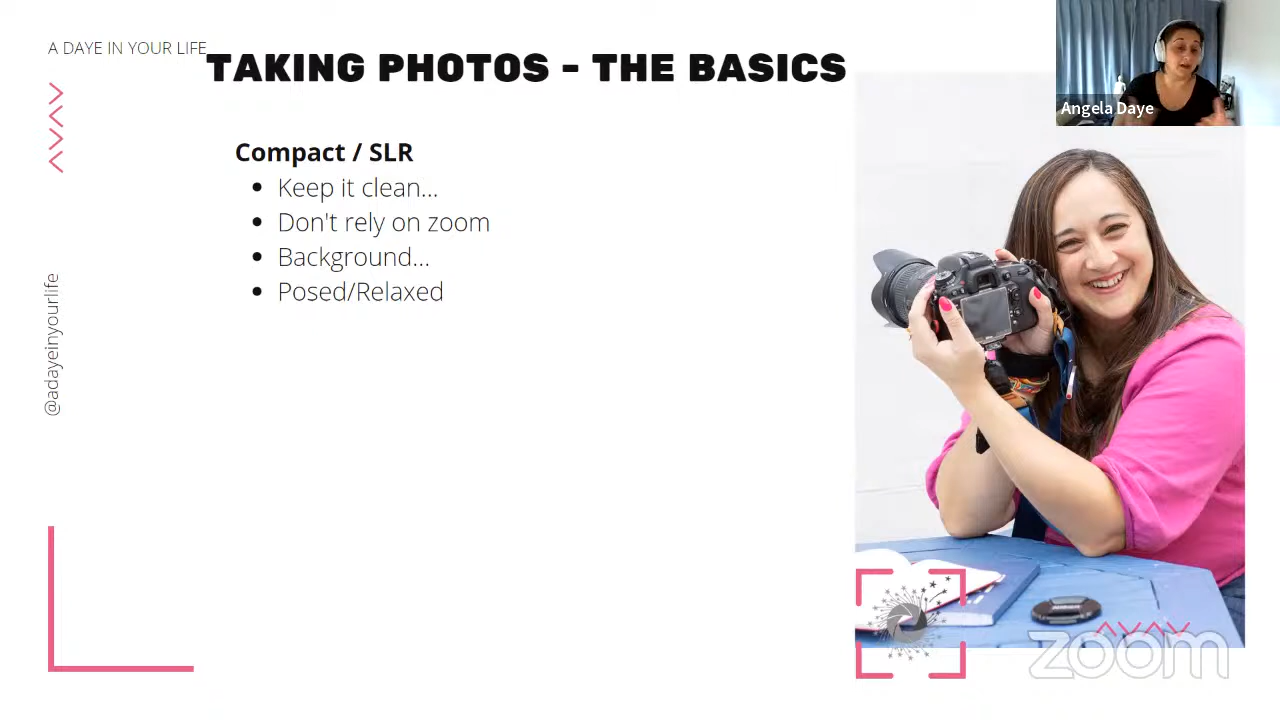 A DAYE IN YOUR LIFE
TAKING PHOTOS - THE BASICS
Angela Daye
Compact / SLR
• Keep it clean...
• Don't rely on zoom
• Background...
• Posed/Relaxed
@adayeinyourlife
zoom